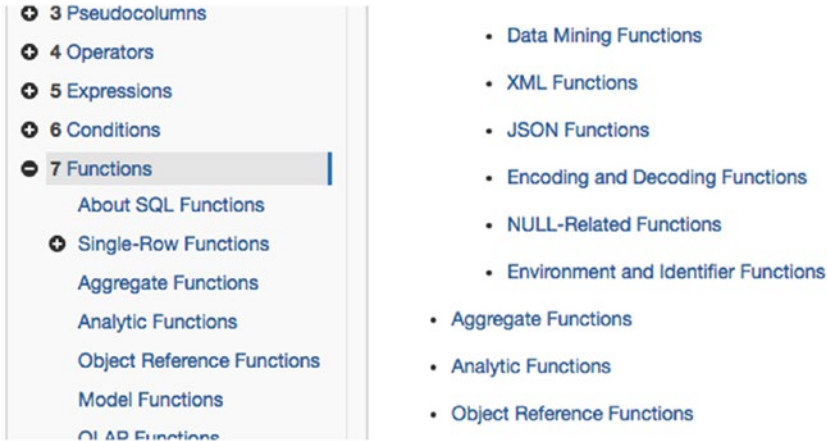 3 Pseudocolumns
4 Operators
5 Expressions
6 Conditions
7 Functions
About SQL Functions
Single-Row Functions
Aggregate Functions
Analytic Functions
Object Reference Functions
Model Functions
OLAP Functions
• Data Mining Functions
• XML Functions
• JSON Functions
• Encoding and Decoding Functions
• NULL-Related Functions
• Environment and Identifier Functions
• Aggregate Functions
• Analytic Functions
• Object Reference Functions